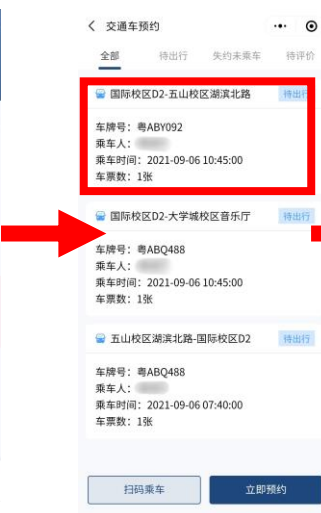 交通车预约
全部 待出行 失约未乘车 待评价
国际校区D2-五山校区湖滨北路 待出行
车牌号：粤ABY092
乘车人：
乘车时间：2021-09-06 10:45:00
车票数：1张
国际校区D2-大学城校区音乐厅 待出行
车牌号：粤ABQ488
乘车人：
乘车时间：2021-09-06 10:45:00
车票数：1张
五山校区湖滨北路-国际校区D2 待出行
车牌号：粤ABQ488
乘车人：
乘车时间：2021-09-06 07:40:00
车票数：1张
扫码乘车 立即预约